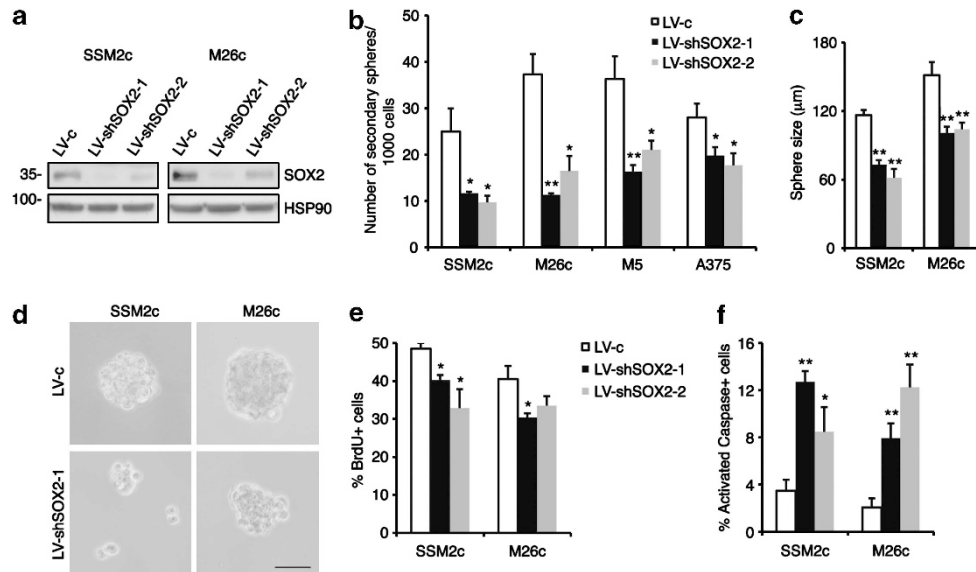 a
SSM2c
M26c
LV-c
LV-shSOX2-1
LV-shSOX2-2
LV-c
LV-shSOX2-1
LV-shSOX2-2
35-
SOX2
100-
HSP90
b
LV-c
LV-shSOX2-1
LV-shSOX2-2
Number of secondary spheres/
1000 cells
50
40
30
20
10
0
*
*
**
*
*
*
*
*
SSM2c
M26c
M5
A375
c
Sphere size (μm)
180
120
60
0
**
**
**
**
SSM2c
M26c
d
SSM2c
M26c
LV-c
LV-shSOX2-1
e
LV-c
LV-shSOX2-1
LV-shSOX2-2
% BrdU+ cells
50
40
30
20
10
0
*
*
*
SSM2c
M26c
f
% Activated Caspase+ cells
16
12
8
4
0
**
*
**
**
SSM2c
M26c